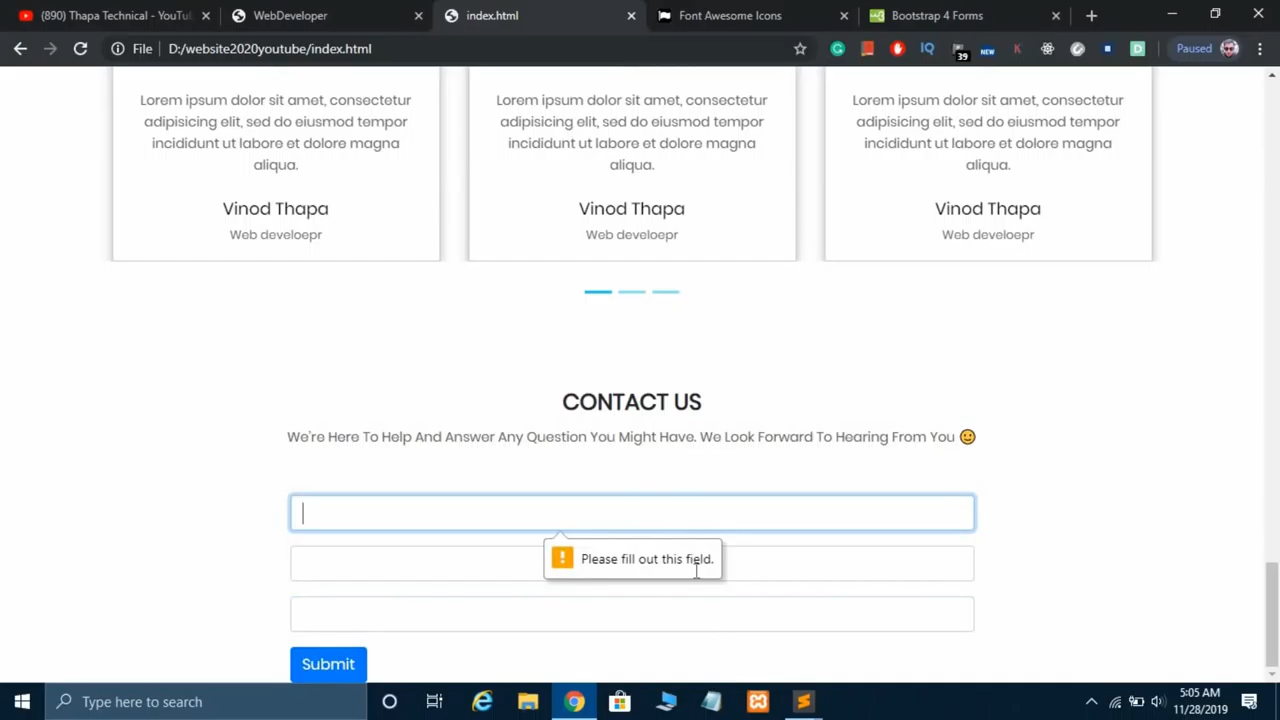 (890) Thapa Technical - YouTu
WebDeveloper
index.html
Font Awesome Icons
Bootstrap 4 Forms
File
D:/website2020youtube/index.html
IQ
39
NEW
K
D
Paused
Lorem ipsum dolor sit amet, consectetur
adipisicing elit, sed do eiusmod tempor
incididunt ut labore et dolore magna
aliqua.
Vinod Thapa
Web develoepr
Lorem ipsum dolor sit amet, consectetur
adipisicing elit, sed do eiusmod tempor
incididunt ut labore et dolore magna
aliqua.
Vinod Thapa
Web develoepr
Lorem ipsum dolor sit amet, consectetur
adipisicing elit, sed do eiusmod tempor
incididunt ut labore et dolore magna
aliqua.
Vinod Thapa
Web develoepr
CONTACT US
We're Here To Help And Answer Any Question You Might Have. We Look Forward To Hearing From You 🙂
Please fill out this field.
Submit
Type here to search
5:05 AM
11/28/2019